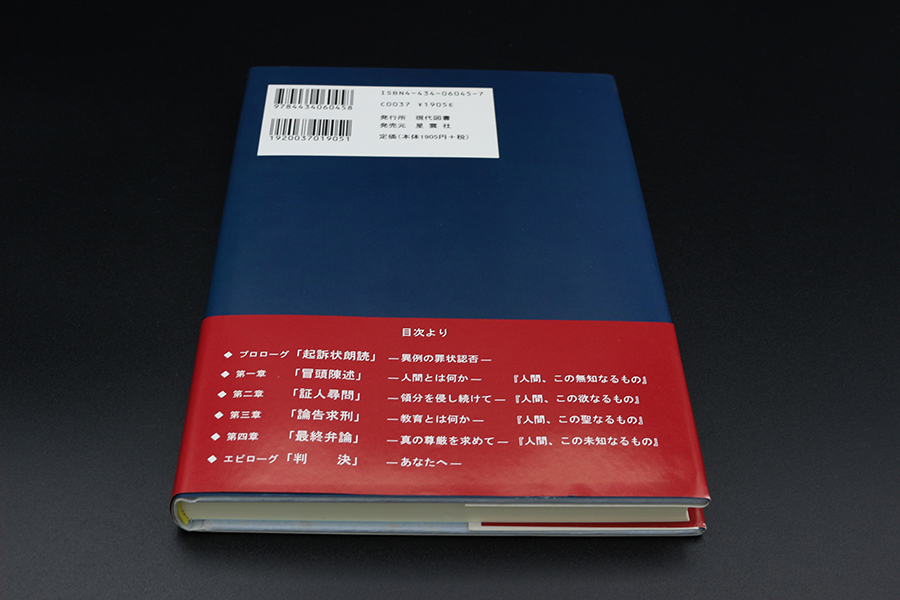 ISBN4-434-06045-7
9784434060458
C0037 ¥1905E
発行所 現代図書
発売元 星雲社
1920037019051
定価(本体1905円+税)
目次より
◆ プロローグ「起訴状朗読」 ―異例の罪状認否―
◆ 第一章 「冒頭陳述」 ―人間とは何か― 『人間、この無知なるもの』
◆ 第二章 「証人尋問」 ―領分を侵し続けて― 『人間、この欲なるもの』
◆ 第三章 「論告求刑」 ―教育とは何か― 『人間、この聖なるもの』
◆ 第四章 「最終弁論」 ―真の尊厳を求めて― 『人間、この未知なるもの』
◆ エピローグ「判 決」 ―あなたへ―